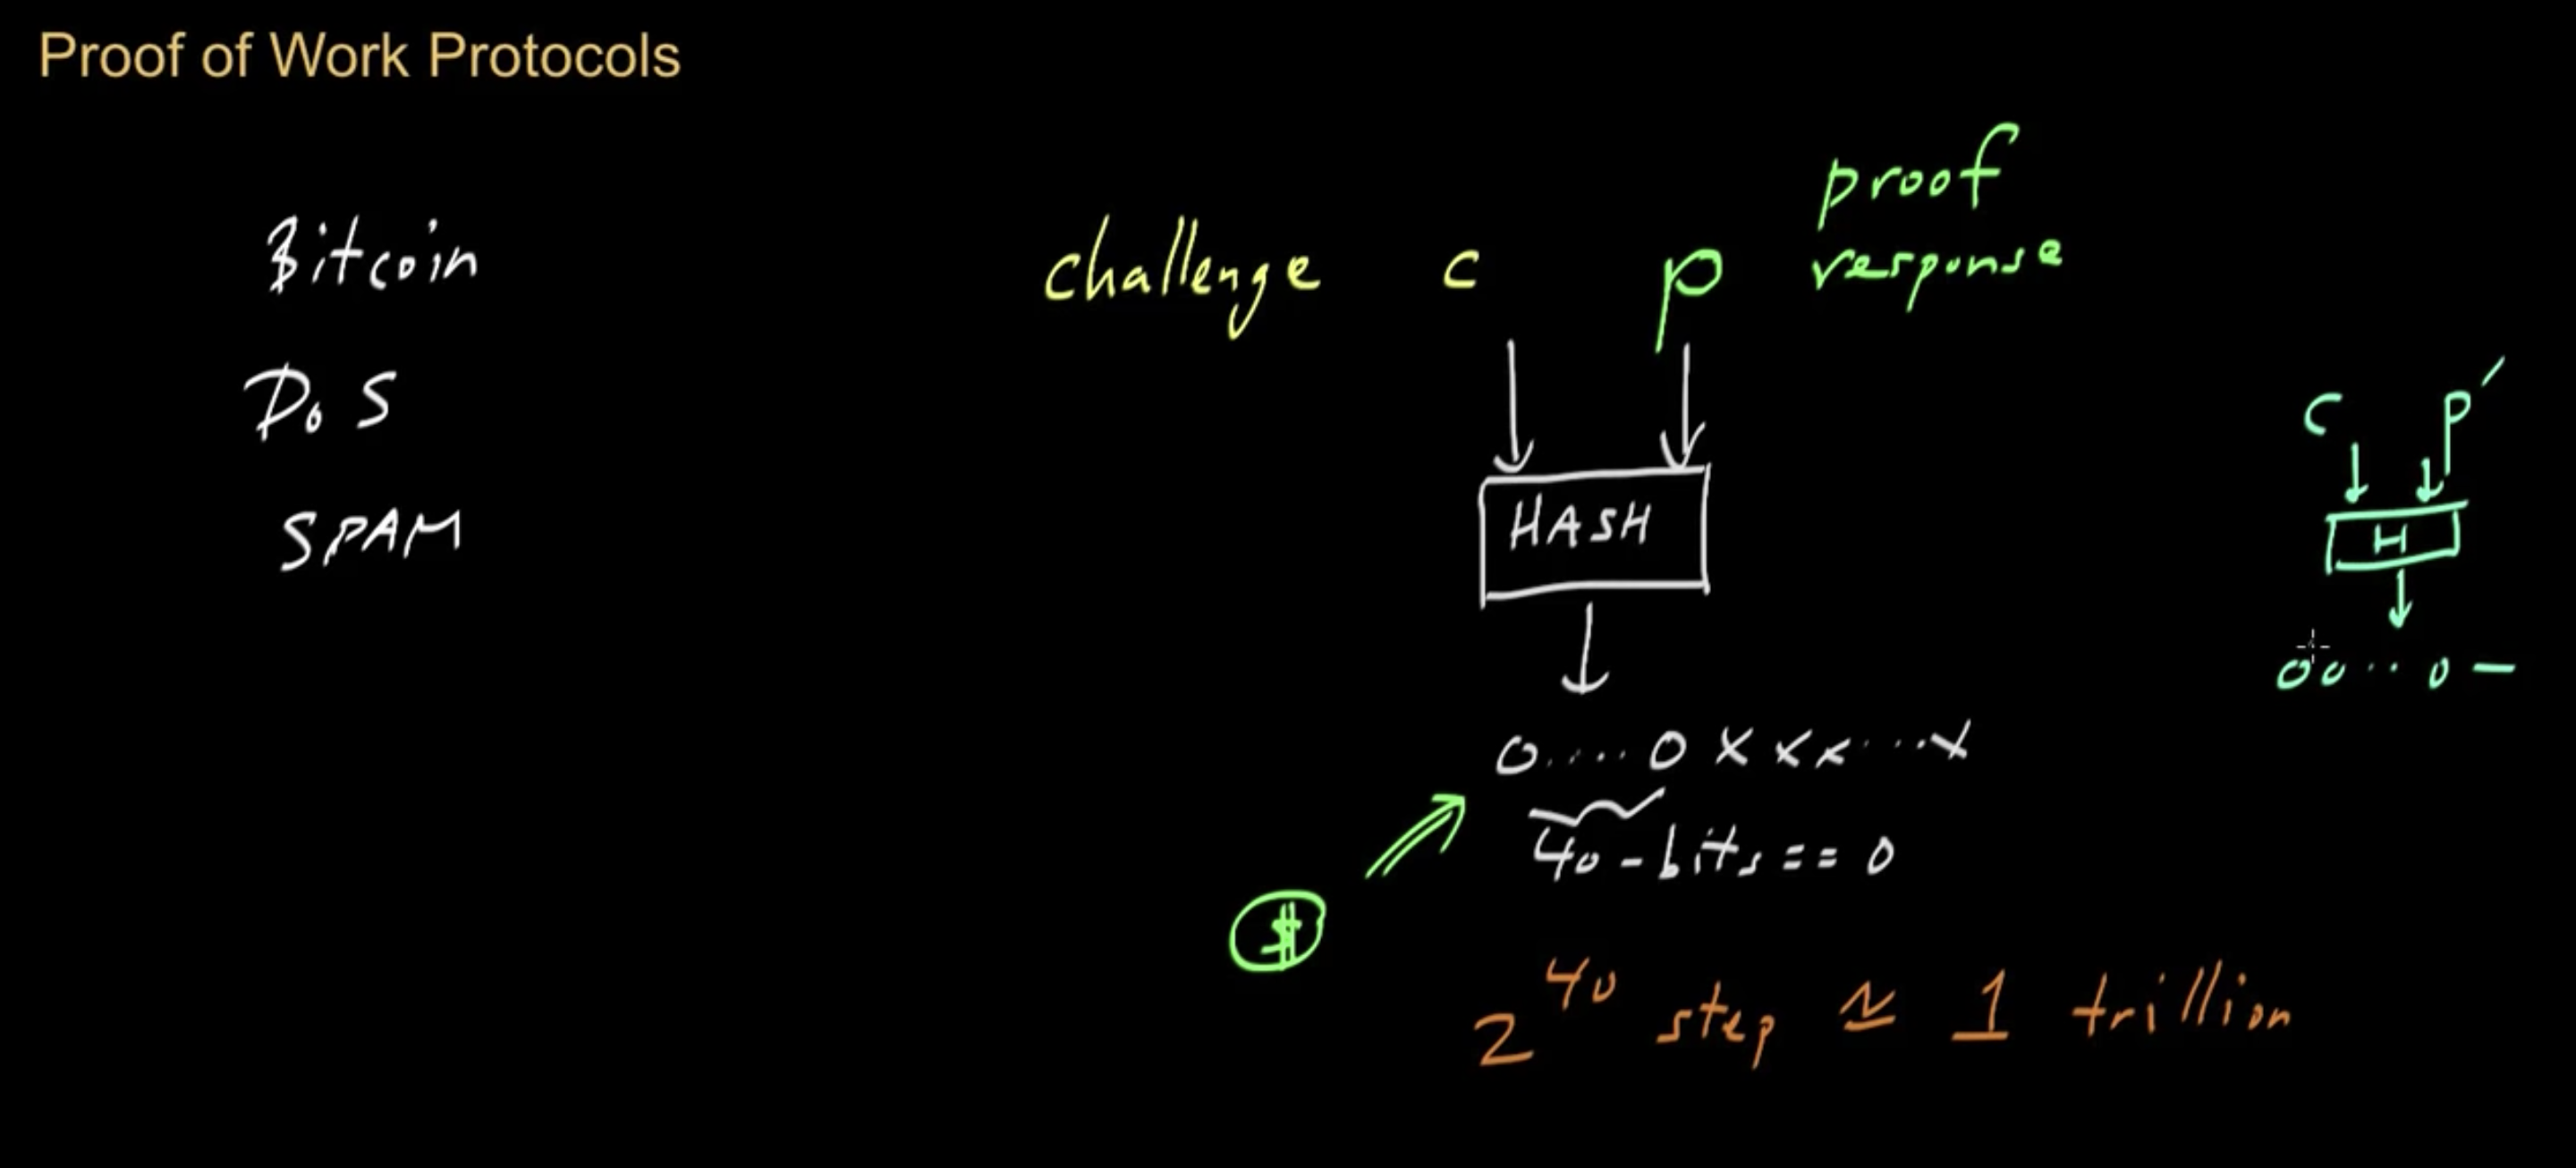 Proof of Work Protocols
Bitcoin
DoS
SPAM
challenge c p proof
response
HASH
0....0 x x x ... x
40-bits == 0
$
2^40 step ≈ 1 trillion
c p′
H
00..0 —